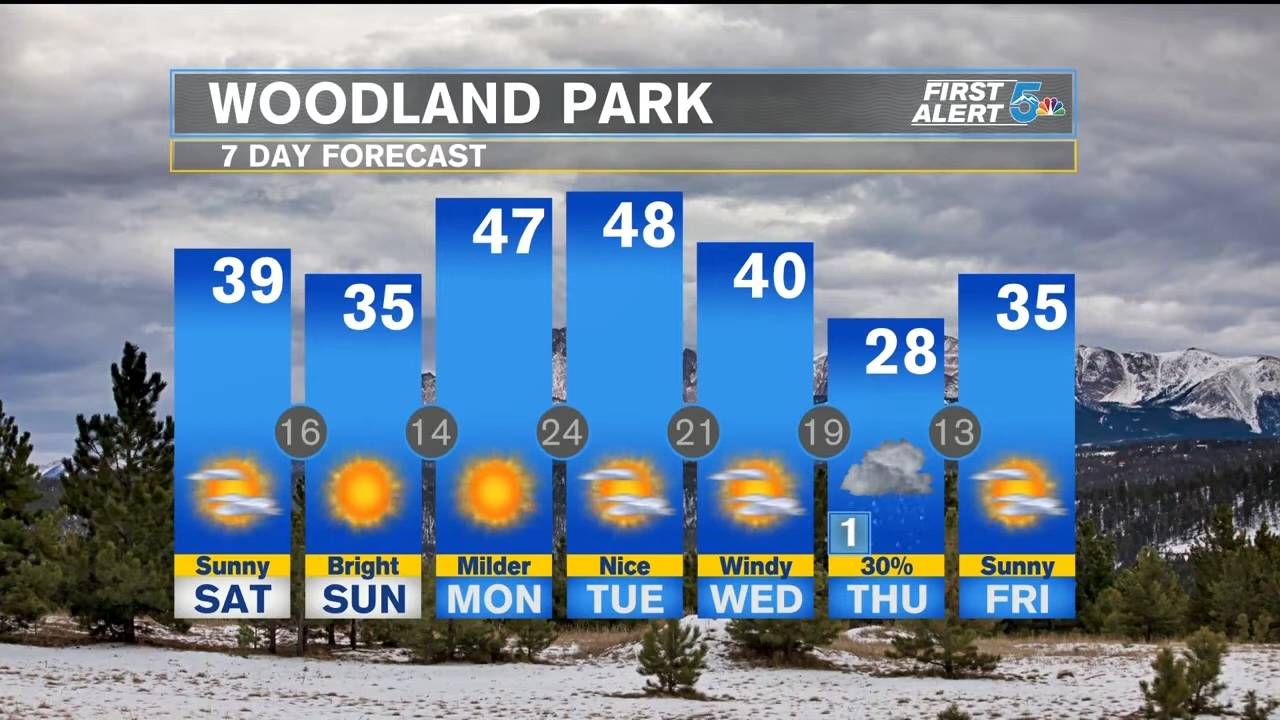 WOODLAND PARK
FIRST
ALERT 5
7 DAY FORECAST
39
35
47
48
40
28
35
16
14
24
21
19
13
1
Sunny
Bright
Milder
Nice
Windy
30%
Sunny
SAT
SUN
MON
TUE
WED
THU
FRI